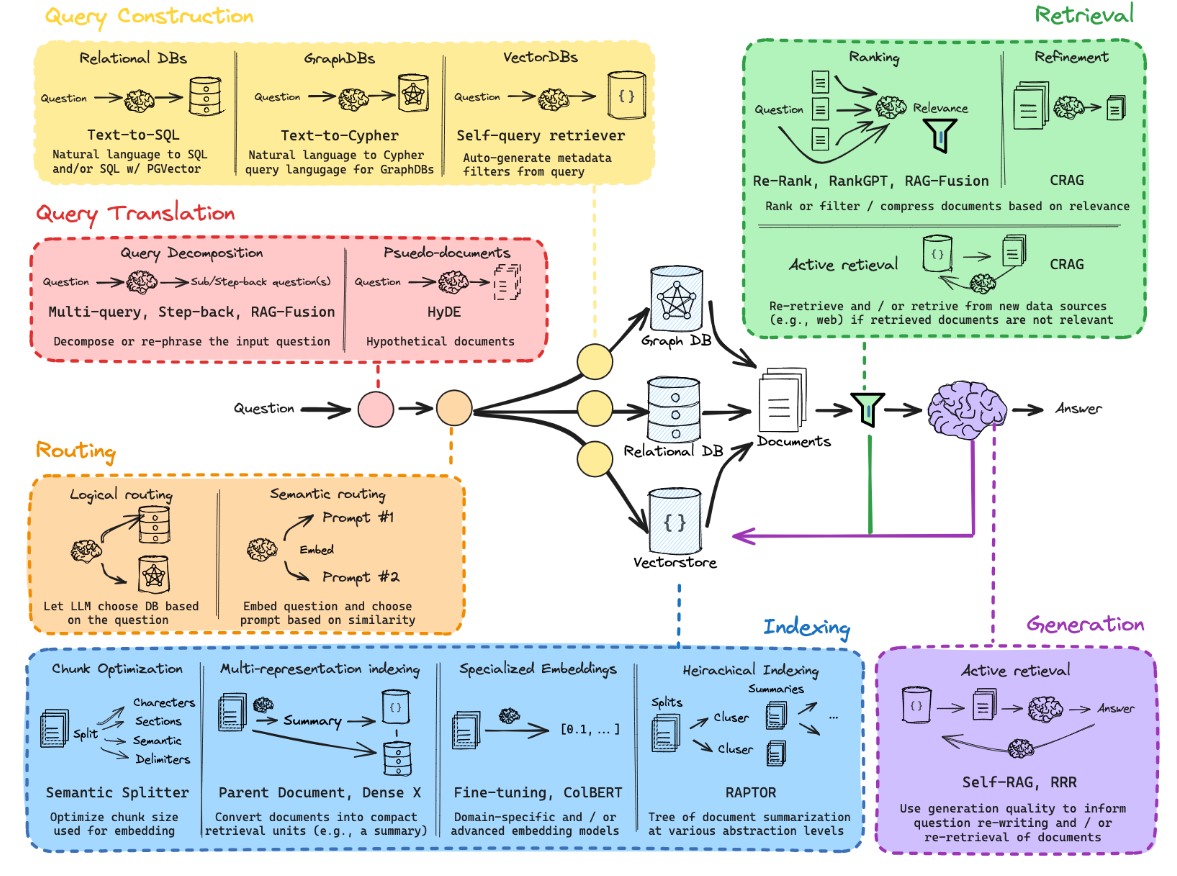 Query Construction
Relational DBs
Question
Text-to-SQL
Natural language to SQL
and/or SQL w/ PGVector
GraphDBs
Question
Text-to-Cypher
Natural language to Cypher
query langugage for GraphDBs
VectorDBs
Question
{ }
Self-query retriever
Auto-generate metadata
filters from query
Retrieval
Ranking
Question
Relevance
Re-Rank, RankGPT, RAG-Fusion
Refinement
CRAG
Rank or filter / compress documents based on relevance
Active retieval
{ }
CRAG
Re-retrieve and / or retrive from new data sources
(e.g., web) if retrieved documents are not relevant
Query Translation
Query Decomposition
Question
Sub/Step-back question(s)
Multi-query, Step-back, RAG-Fusion
Decompose or re-phrase the input question
Psuedo-documents
Question
HyDE
Hypothetical documents
Question
Graph DB
Relational DB
{ }
Vectorstore
Documents
Answer
Routing
Logical routing
Let LLM choose DB based
on the question
Semantic routing
Prompt #1
Embed
Prompt #2
Embed question and choose
prompt based on similarity
Indexing
Chunk Optimization
Split
Charecters
Sections
Semantic
Delimiters
Semantic Splitter
Optimize chunk size
used for embedding
Multi-representation indexing
Summary
{ }
Parent Document, Dense X
Convert documents into compact
retrieval units (e.g., a summary)
Specialized Embeddings
[0.1, ...]
Fine-tuning, ColBERT
Domain-specific and / or
advanced embedding models
Heirachical Indexing
Splits
Summaries
Cluser
...
Cluser
RAPTOR
Tree of document summarization
at various abstraction levels
Generation
Active retieval
{ }
Answer
Self-RAG, RRR
Use generation quality to inform
question re-writing and / or
re-retrieval of documents